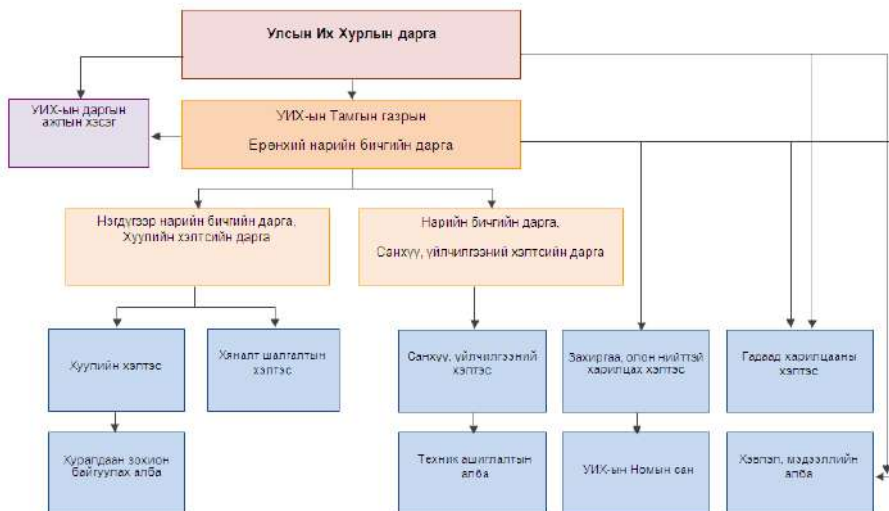 Улсын Их Хурлын дарга
УИХ-ын даргын
ажлын хэсэг
УИХ-ын Тамгын газрын
Ерөнхий нарийн бичгийн дарга
Нэгдүгээр нарийн бичгийн дарга,
Хуулийн хэлтсийн дарга
Нарийн бичгийн дарга,
Санхүү, үйлчилгээний хэлтсийн дарга
Хуулийн хэлтэс
Хяналт шалгалтын
хэлтэс
Санхүү, үйлчилгээний
хэлтэс
Захиргаа, олон нийттэй
харилцах хэлтэс
Гадаад харилцааны
хэлтэс
Хуралдаан зохион
байгуулах алба
Техник ашиглалтын
алба
УИХ-ын Номын сан
Хэвлэл, мэдээллийн
алба